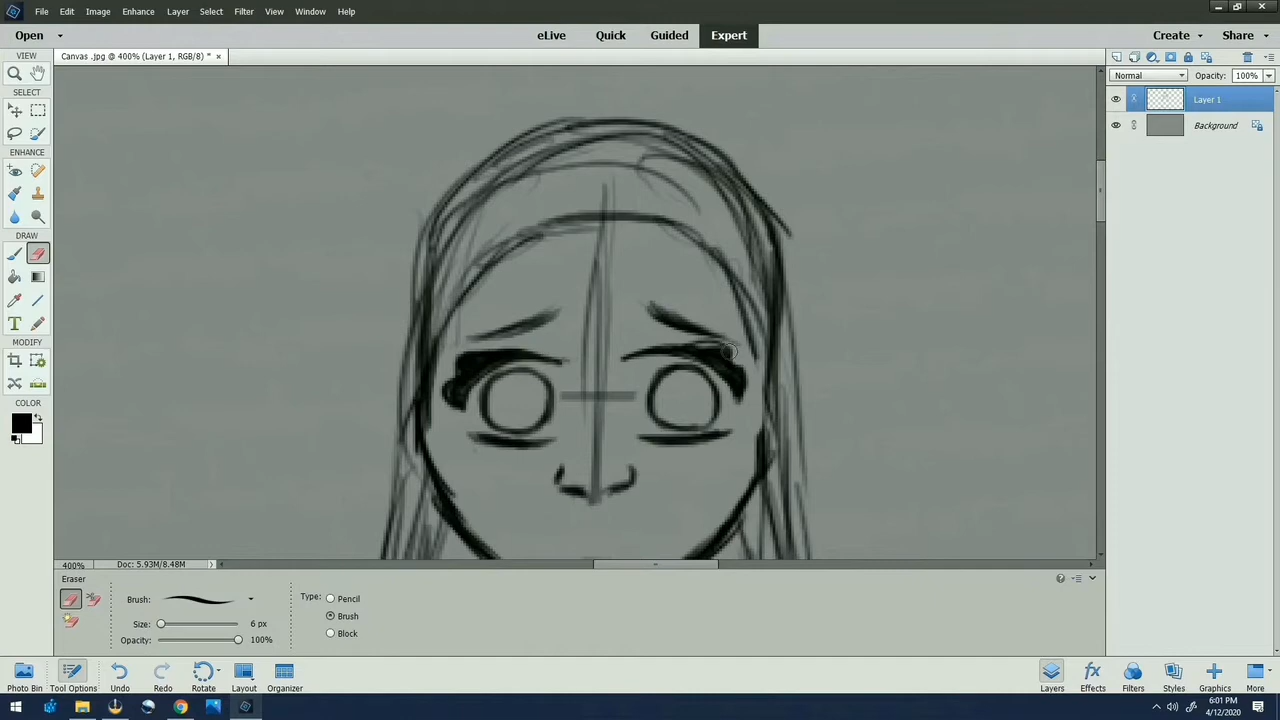 File Edit Image Enhance Layer Select Filter View Window Help
Open eLive Quick Guided Expert Create Share
VIEW Canvas .jpg @ 400% (Layer 1, RGB/8) * ×
Normal Opacity: 100%
SELECT
Layer 1
Background
ENHANCE
DRAW
MODIFY
COLOR
400% Doc: 5.93M/8.48M
Eraser
Brush: Type: Pencil
Size: 6 px Brush
Opacity: 100% Block
Photo Bin Tool Options Undo Redo Rotate Layout Organizer Layers Effects Filters Styles Graphics More
6:01 PM
4/12/2020